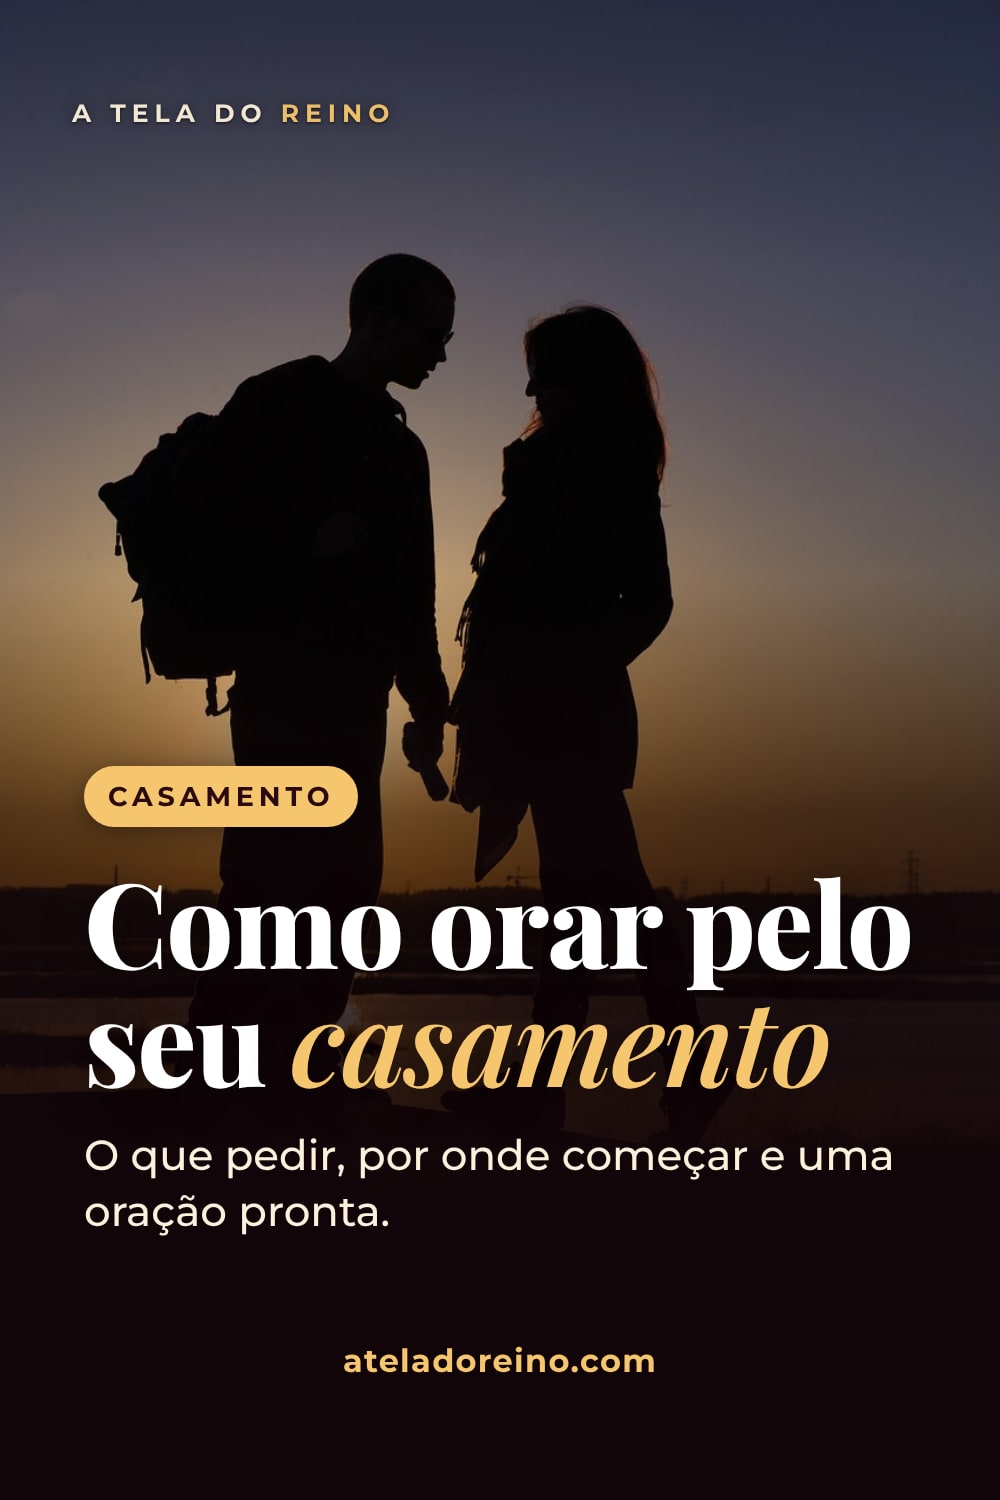 A TELA DO REINO
CASAMENTO
Como orar pelo
seu casamento
O que pedir, por onde começar e uma
oração pronta.
ateladoreino.com